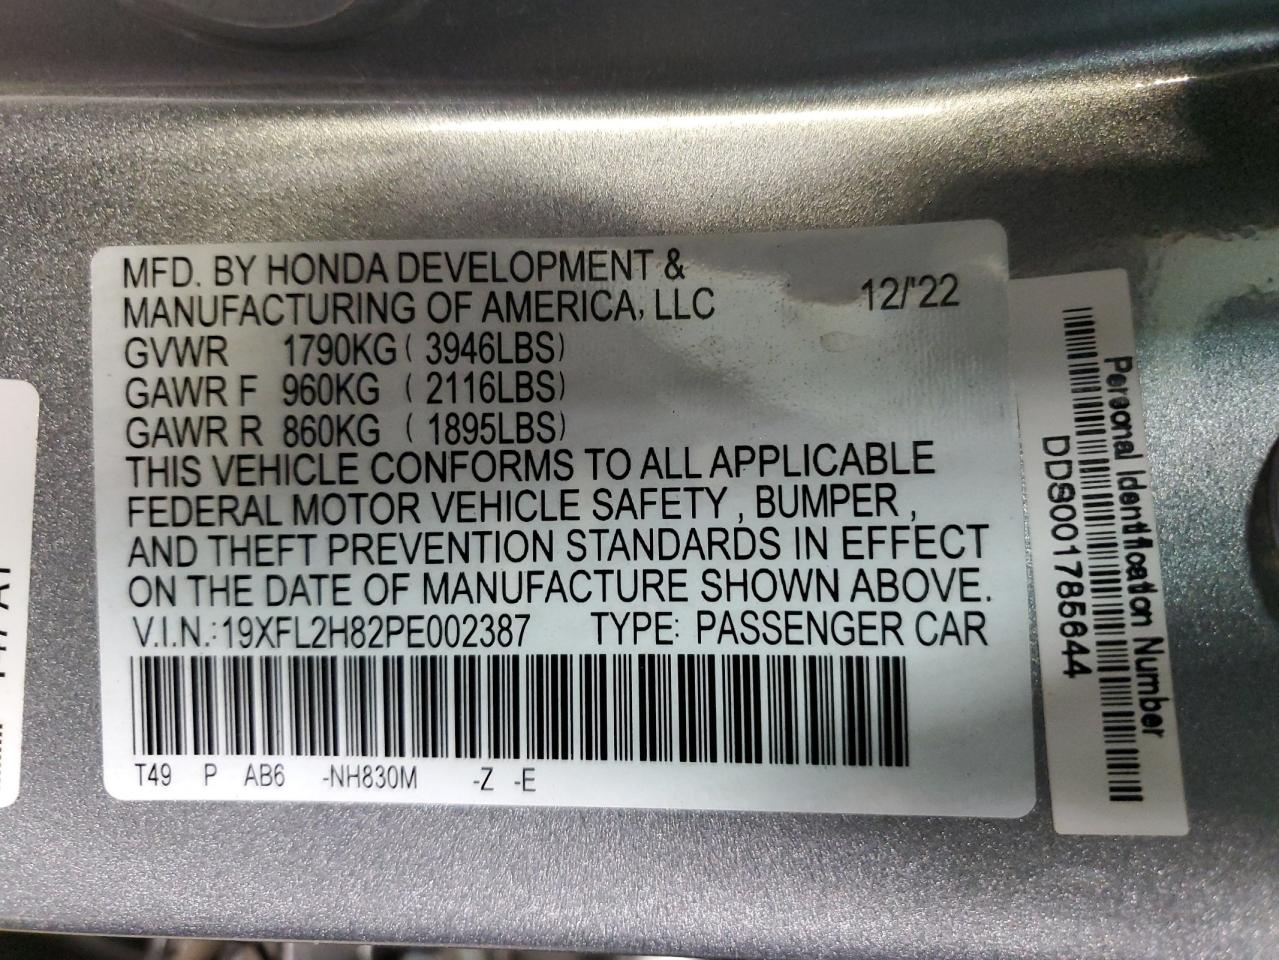 MFD. BY HONDA DEVELOPMENT &
MANUFACTURING OF AMERICA, LLC 12/'22
GVWR 1790KG ( 3946LBS)
GAWR F 960KG ( 2116LBS)
GAWR R 860KG ( 1895LBS)
THIS VEHICLE CONFORMS TO ALL APPLICABLE
FEDERAL MOTOR VEHICLE SAFETY , BUMPER ,
AND THEFT PREVENTION STANDARDS IN EFFECT
ON THE DATE OF MANUFACTURE SHOWN ABOVE.
V.I.N.:19XFL2H82PE002387 TYPE: PASSENGER CAR
T49 P AB6 -NH830M -Z -E
Personal Identification Number
DDS001785644